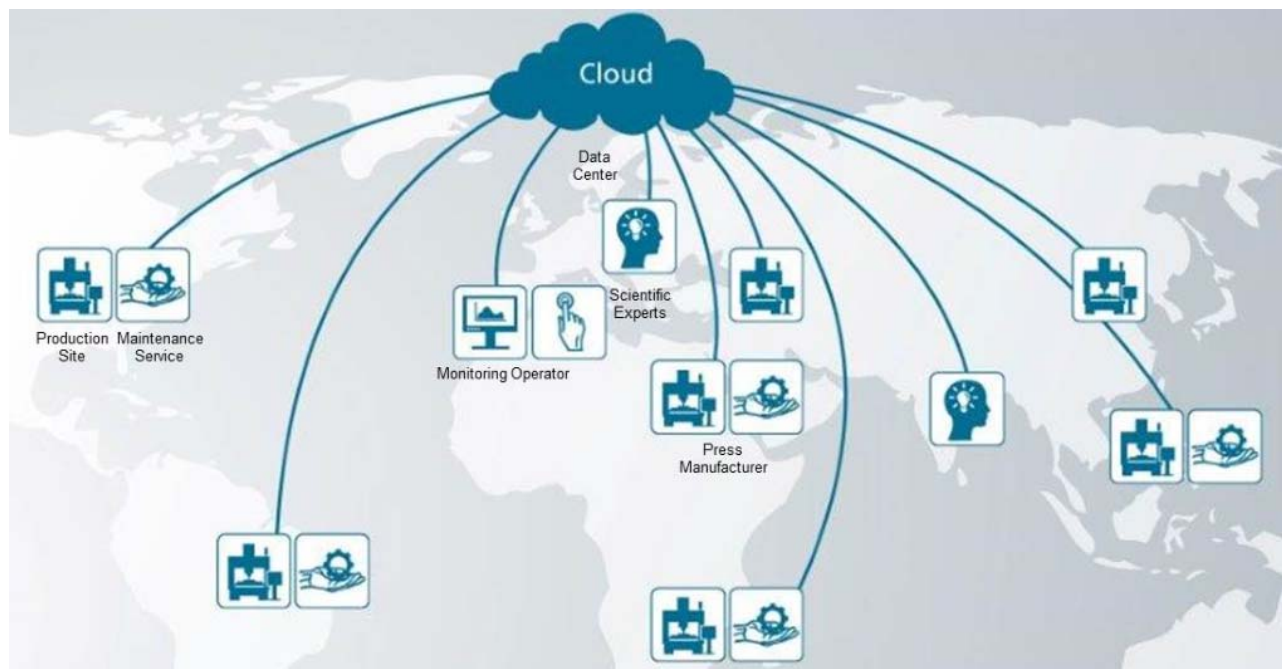 Cloud
Data
Center
Scientific
Experts
Production
Site
Maintenance
Service
Monitoring Operator
Press
Manufacturer